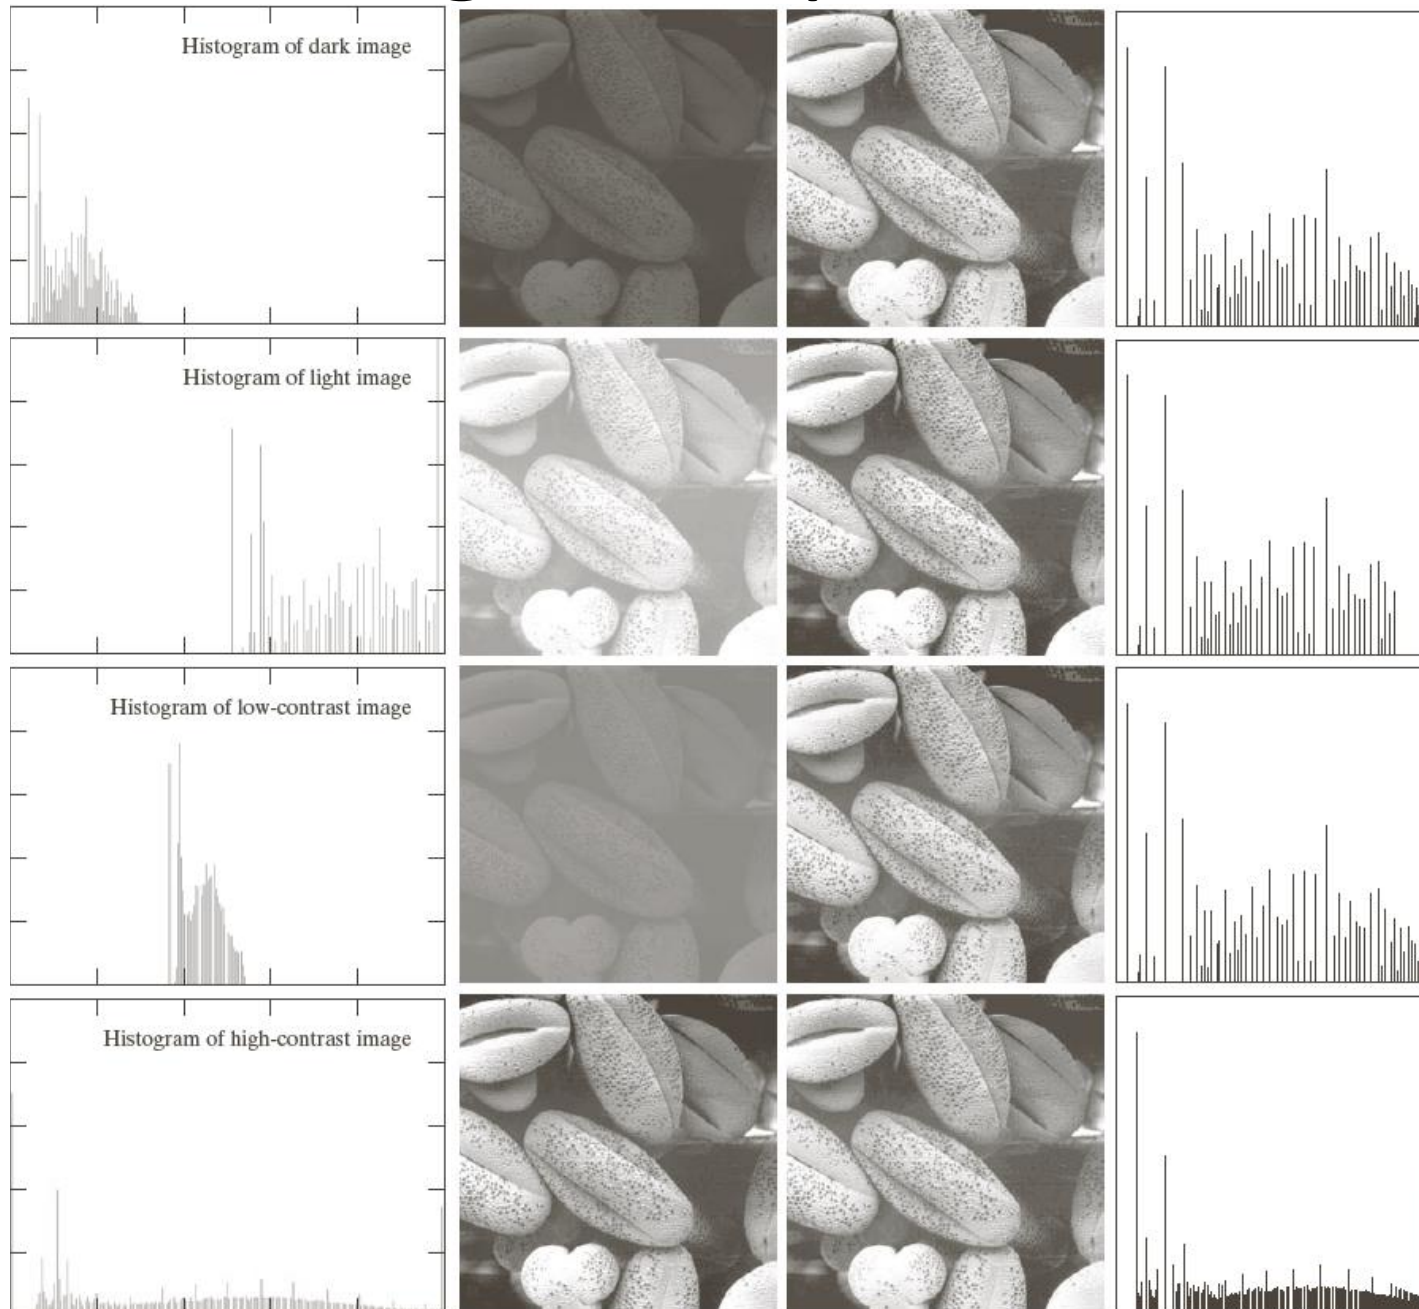 Histogram of dark image
Histogram of light image
Histogram of low-contrast image
Histogram of high-contrast image